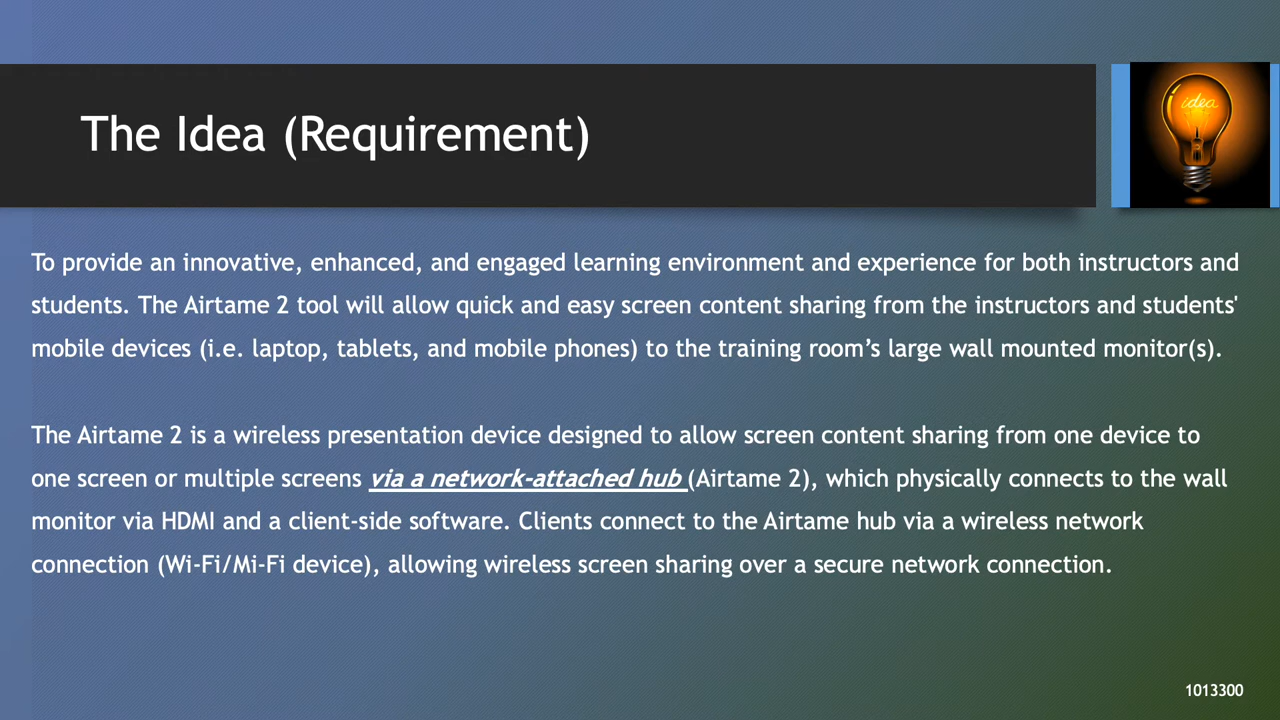 The Idea (Requirement)
idea
To provide an innovative, enhanced, and engaged learning environment and experience for both instructors and
students. The Airtame 2 tool will allow quick and easy screen content sharing from the instructors and students'
mobile devices (i.e. laptop, tablets, and mobile phones) to the training room’s large wall mounted monitor(s).
The Airtame 2 is a wireless presentation device designed to allow screen content sharing from one device to
one screen or multiple screens via a network-attached hub (Airtame 2), which physically connects to the wall
monitor via HDMI and a client-side software. Clients connect to the Airtame hub via a wireless network
connection (Wi-Fi/Mi-Fi device), allowing wireless screen sharing over a secure network connection.
1013300